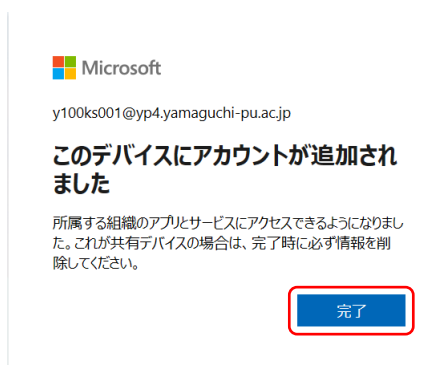 Microsoft
y100ks001@yp4.yamaguchi-pu.ac.jp
このデバイスにアカウントが追加され
ました
所属する組織のアプリとサービスにアクセスできるようになりまし
た。これが共有デバイスの場合は、完了時に必ず情報を削
除してください。
完了